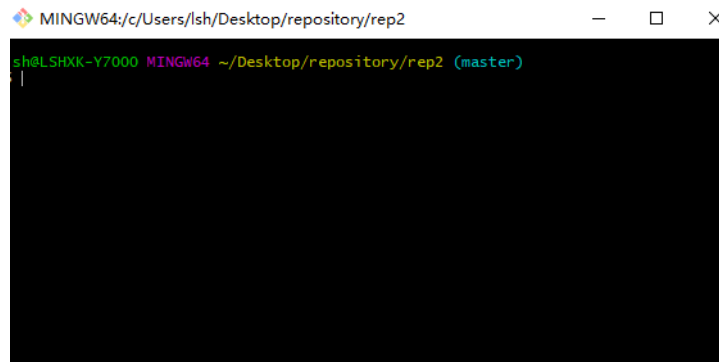 MINGW64:/c/Users/lsh/Desktop/repository/rep2
sh@LSHXK-Y7000 MINGW64 ~/Desktop/repository/rep2 (master)